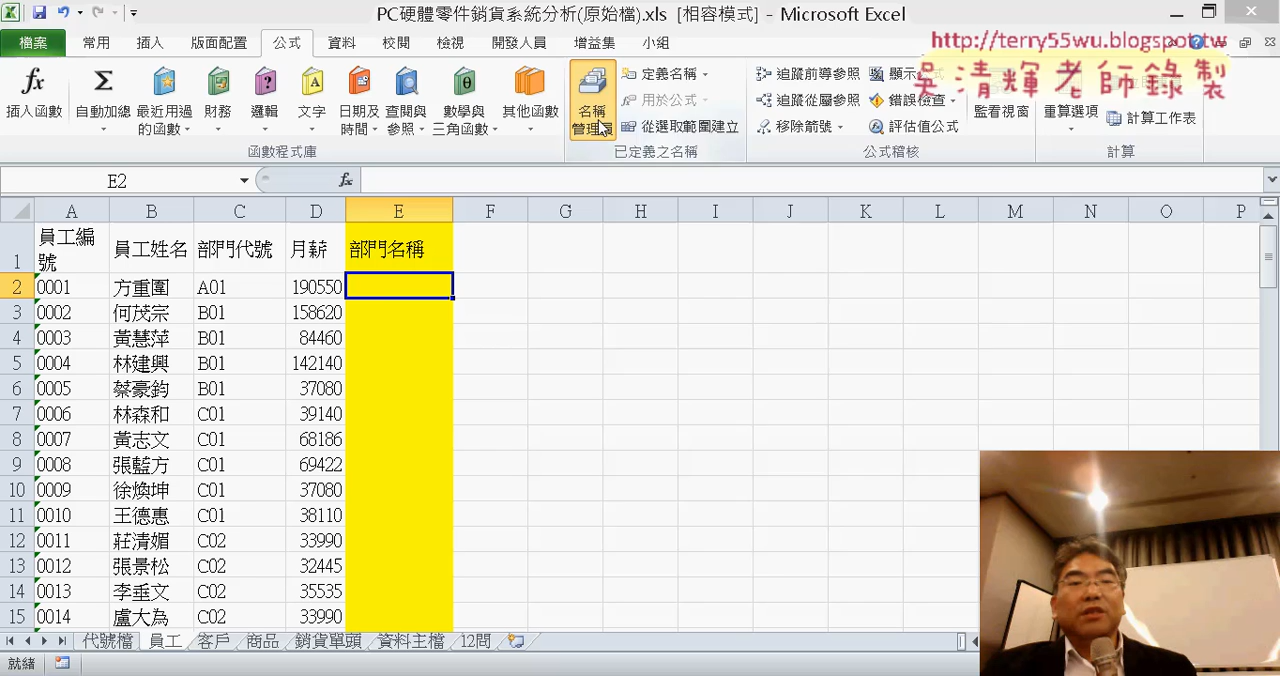 PC硬體零件銷貨系統分析(原始檔).xls [相容模式] - Microsoft Excel
檔案 常用 插入 版面配置 公式 資料 校閱 檢視 開發人員 增益集 小組
http://terry55wu.blogspot.tw
吳清輝老師錄製
fx Σ A ? θ
插入函數 自動加總 最近用過的函數 財務 邏輯 文字 日期及時間 查閱與參照 數學與三角函數 其他函數
名稱管理員 定義名稱 用於公式 從選取範圍建立
追蹤前導參照 追蹤從屬參照 移除箭號 錯誤檢查 評估值公式 監看視窗
重算選項 計算工作表
函數程式庫 已定義之名稱 公式稽核 計算
E2 fx
A B C D E F G H I J K L M N O P
1 員工編號 員工姓名 部門代號 月薪 部門名稱
2 0001 方重圍 A01 190550
3 0002 何茂宗 B01 158620
4 0003 黃慧萍 B01 84460
5 0004 林建興 B01 142140
6 0005 蔡豪鈞 B01 37080
7 0006 林森和 C01 39140
8 0007 黃志文 C01 68186
9 0008 張藍方 C01 69422
10 0009 徐煥坤 C01 37080
11 0010 王德惠 C01 38110
12 0011 莊清媚 C02 33990
13 0012 張景松 C02 32445
14 0013 李垂文 C02 35535
15 0014 盧大為 C02 33990
代號檔 員工 客戶 商品 銷貨單頭 資料主檔 12問
就緒